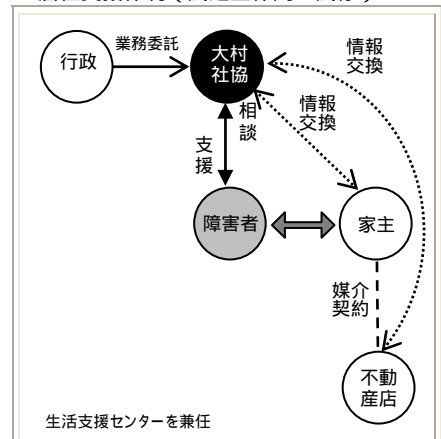 業務委託
行政
大村
社協
情報
交換
情報
交換
相談
支援
障害者
家主
媒介
契約
不動
産店
生活支援センターを兼任